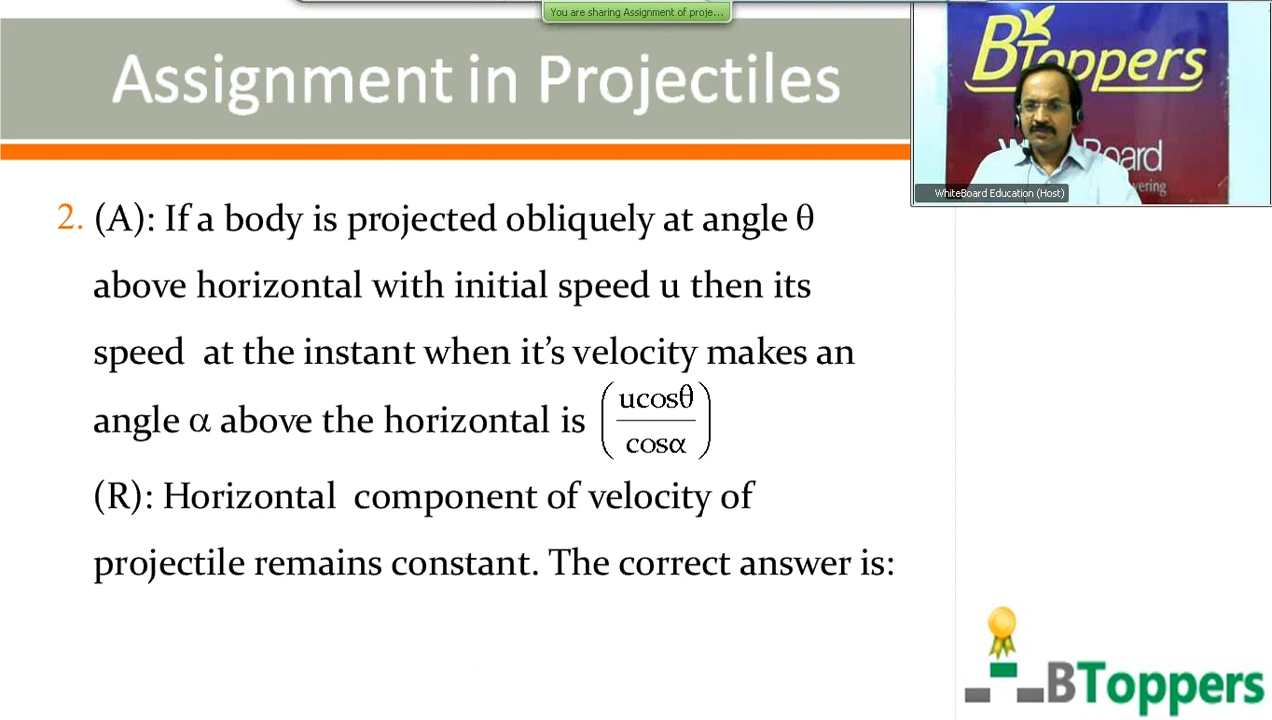 You are sharing Assignment of proje...
Assignment in Projectiles
BToppers
WhiteBoard Education (Host)
2. (A): If a body is projected obliquely at angle θ
above horizontal with initial speed u then its
speed at the instant when it's velocity makes an
angle α above the horizontal is (ucosθ
cosα)
(R): Horizontal component of velocity of
projectile remains constant. The correct answer is:
BToppers